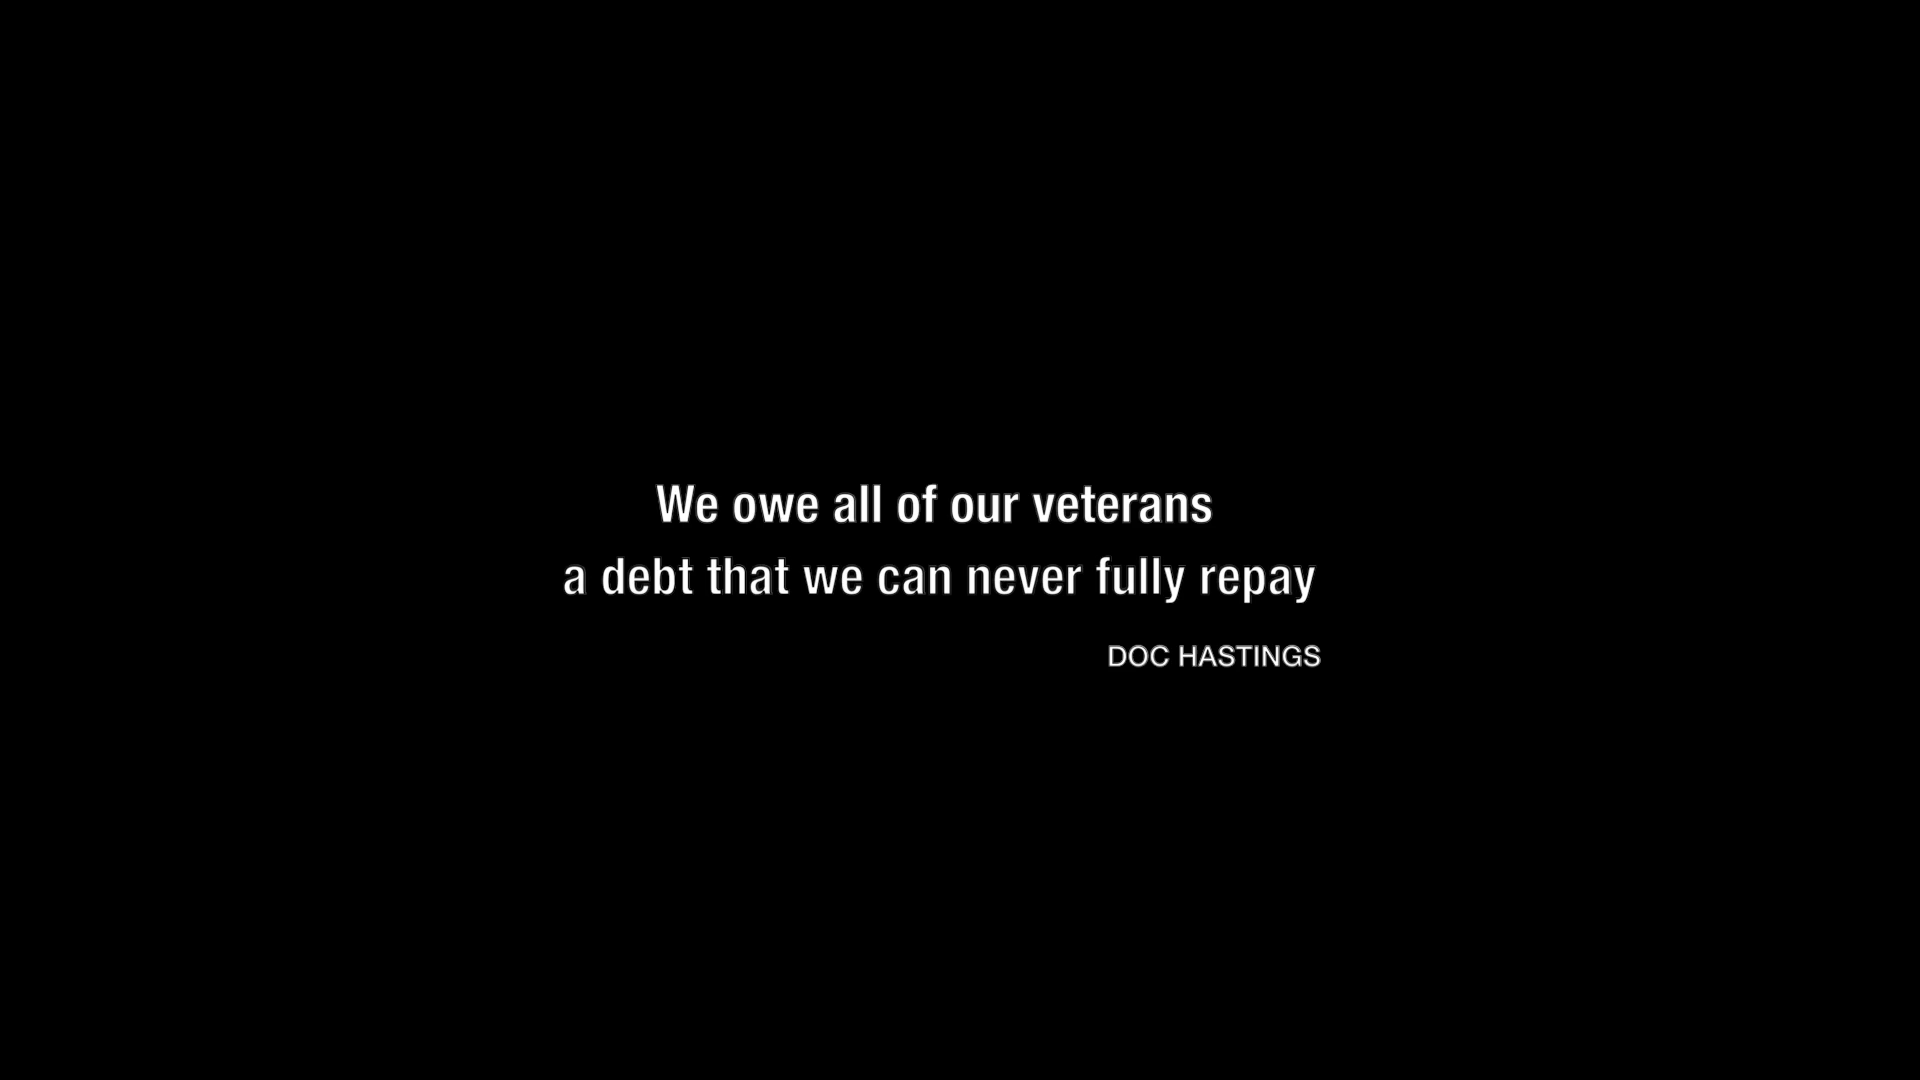 We owe all of our veterans
a debt that we can never fully repay
DOC HASTINGS